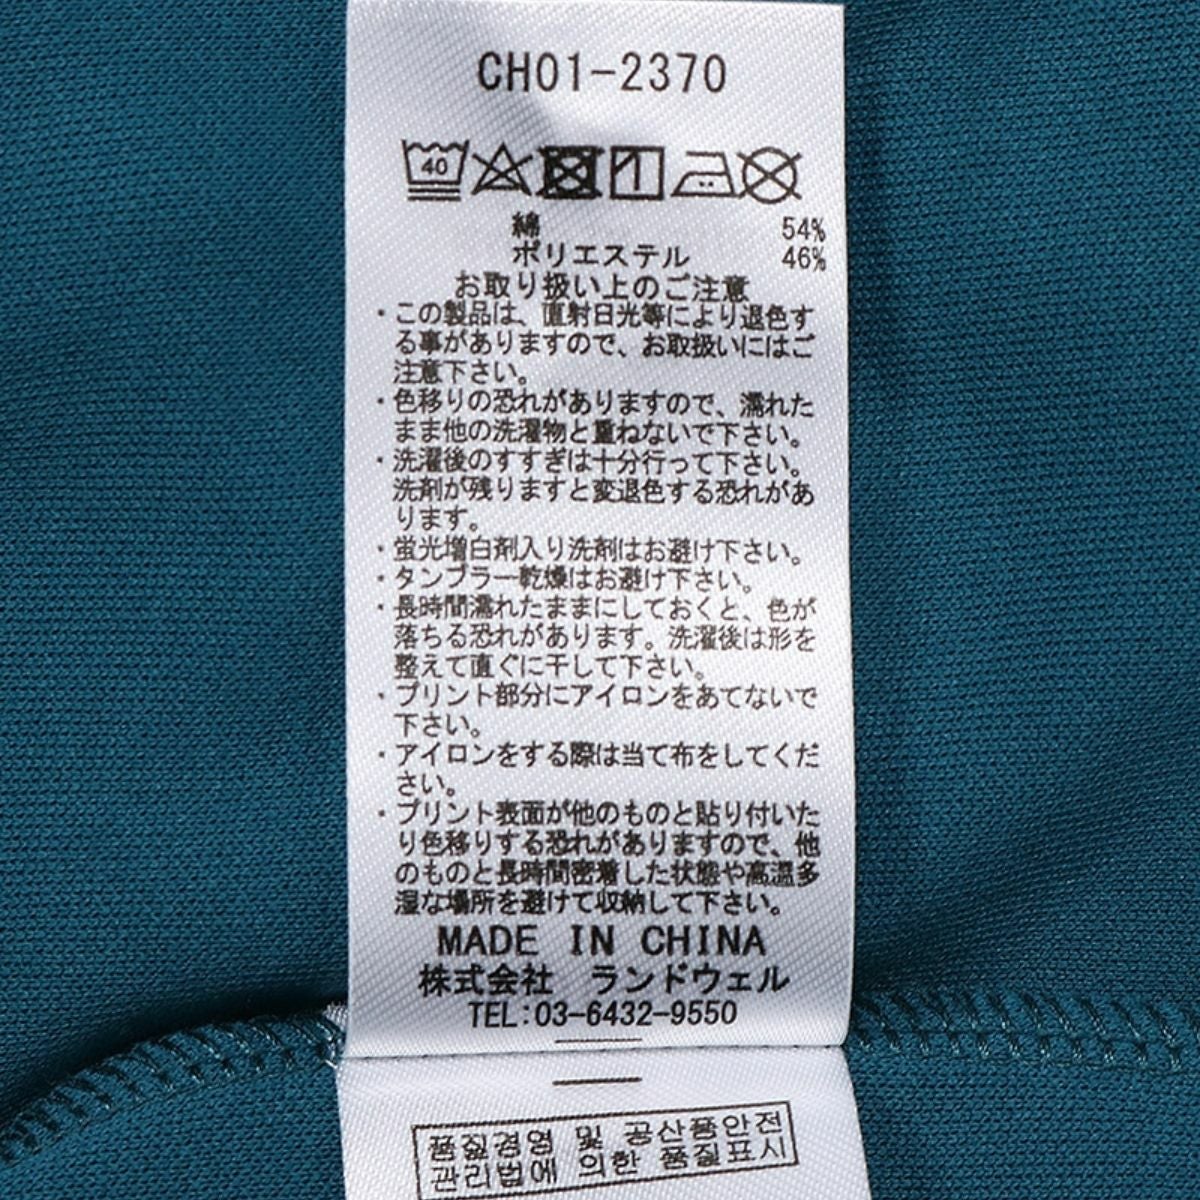 CH01-2370
40
綿 54%
ポリエステル 46%
お取り扱い上のご注意
・この製品は、直射日光等により退色す
る事がありますので、お取扱いにはご
注意下さい。
・色移りの恐れがありますので、濡れた
まま他の洗濯物と重ねないで下さい。
・洗濯後のすすぎは十分行って下さい。
洗剤が残りますと変退色する恐れがあ
ります。
・蛍光増白剤入り洗剤はお避け下さい。
・タンブラー乾燥はお避け下さい。
・長時間濡れたままにしておくと、色が
落ちる恐れがあります。洗濯後は形を
整えて直ぐに干して下さい。
・プリント部分にアイロンをあてないで
下さい。
・アイロンをする際は当て布をしてくだ
さい。
・プリント表面が他のものと貼り付いた
り色移りする恐れがありますので、他
のものと長時間密着した状態や高温多
湿な場所を避けて収納して下さい。
MADE IN CHINA
株式会社 ランドウェル
TEL:03-6432-9550
품질경영 및 공산품안전
관리법에 의한 품질표시